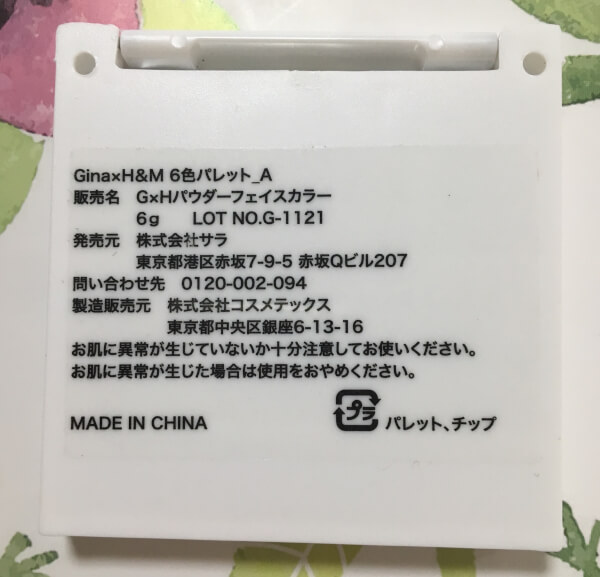 Gina×H&M 6色パレット_A
販売名 G×Hパウダーフェイスカラー
6g LOT NO.G-1121
発売元 株式会社サラ
東京都港区赤坂7-9-5 赤坂Qビル207
問い合わせ先 0120-002-094
製造販売元 株式会社コスメテックス
東京都中央区銀座6-13-16
お肌に異常が生じていないか十分注意してお使いください。
お肌に異常が生じた場合は使用をおやめください。
MADE IN CHINA プラ パレット、チップ